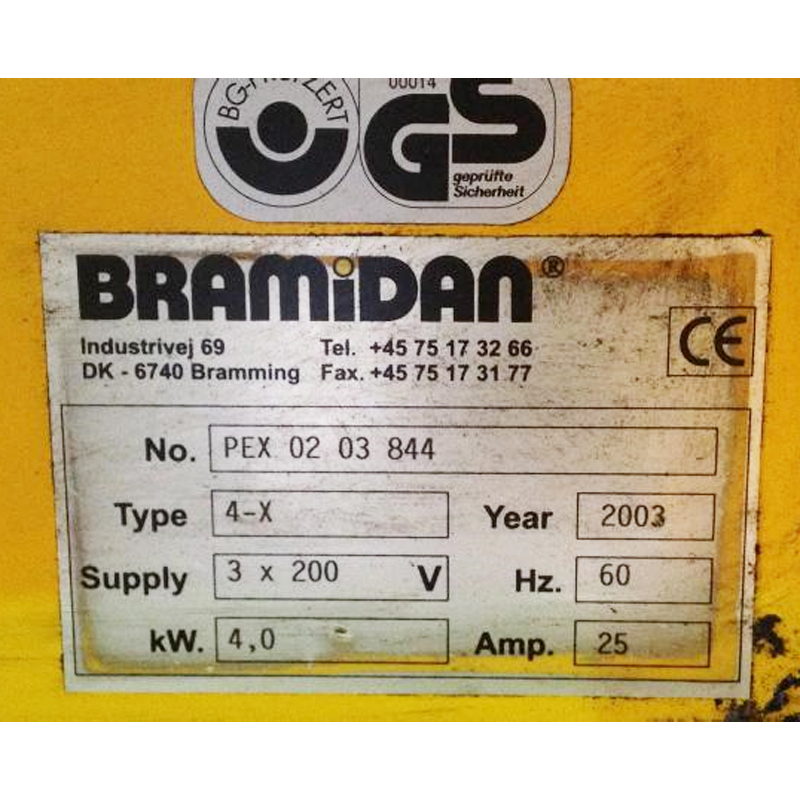 00014
GS
geprüfte
Sicherheit
BRAMiDAN®
Industrivej 69 Tel. +45 75 17 32 66
DK - 6740 Bramming Fax. +45 75 17 31 77
CE
No. PEX 02 03 844
Type 4-X Year 2003
Supply 3 x 200 V Hz. 60
kW. 4,0 Amp. 25